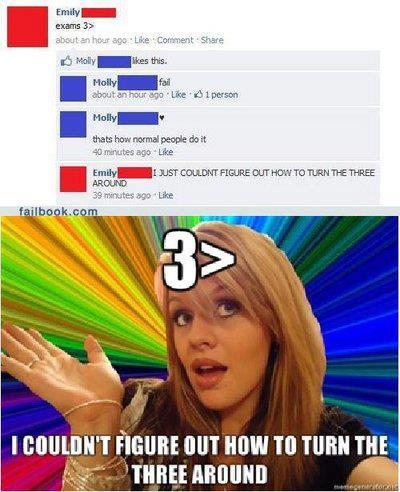 Emily
exams 3>
about an hour ago · Like · Comment · Share
Molly likes this.
Molly fail
about an hour ago · Like · 1 person
Molly ♥
thats how normal people do it
40 minutes ago · Like
Emily I JUST COULDNT FIGURE OUT HOW TO TURN THE THREE
AROUND
39 minutes ago · Like
failbook.com
3>
I COULDN'T FIGURE OUT HOW TO TURN THE
THREE AROUND
memegenerator.net